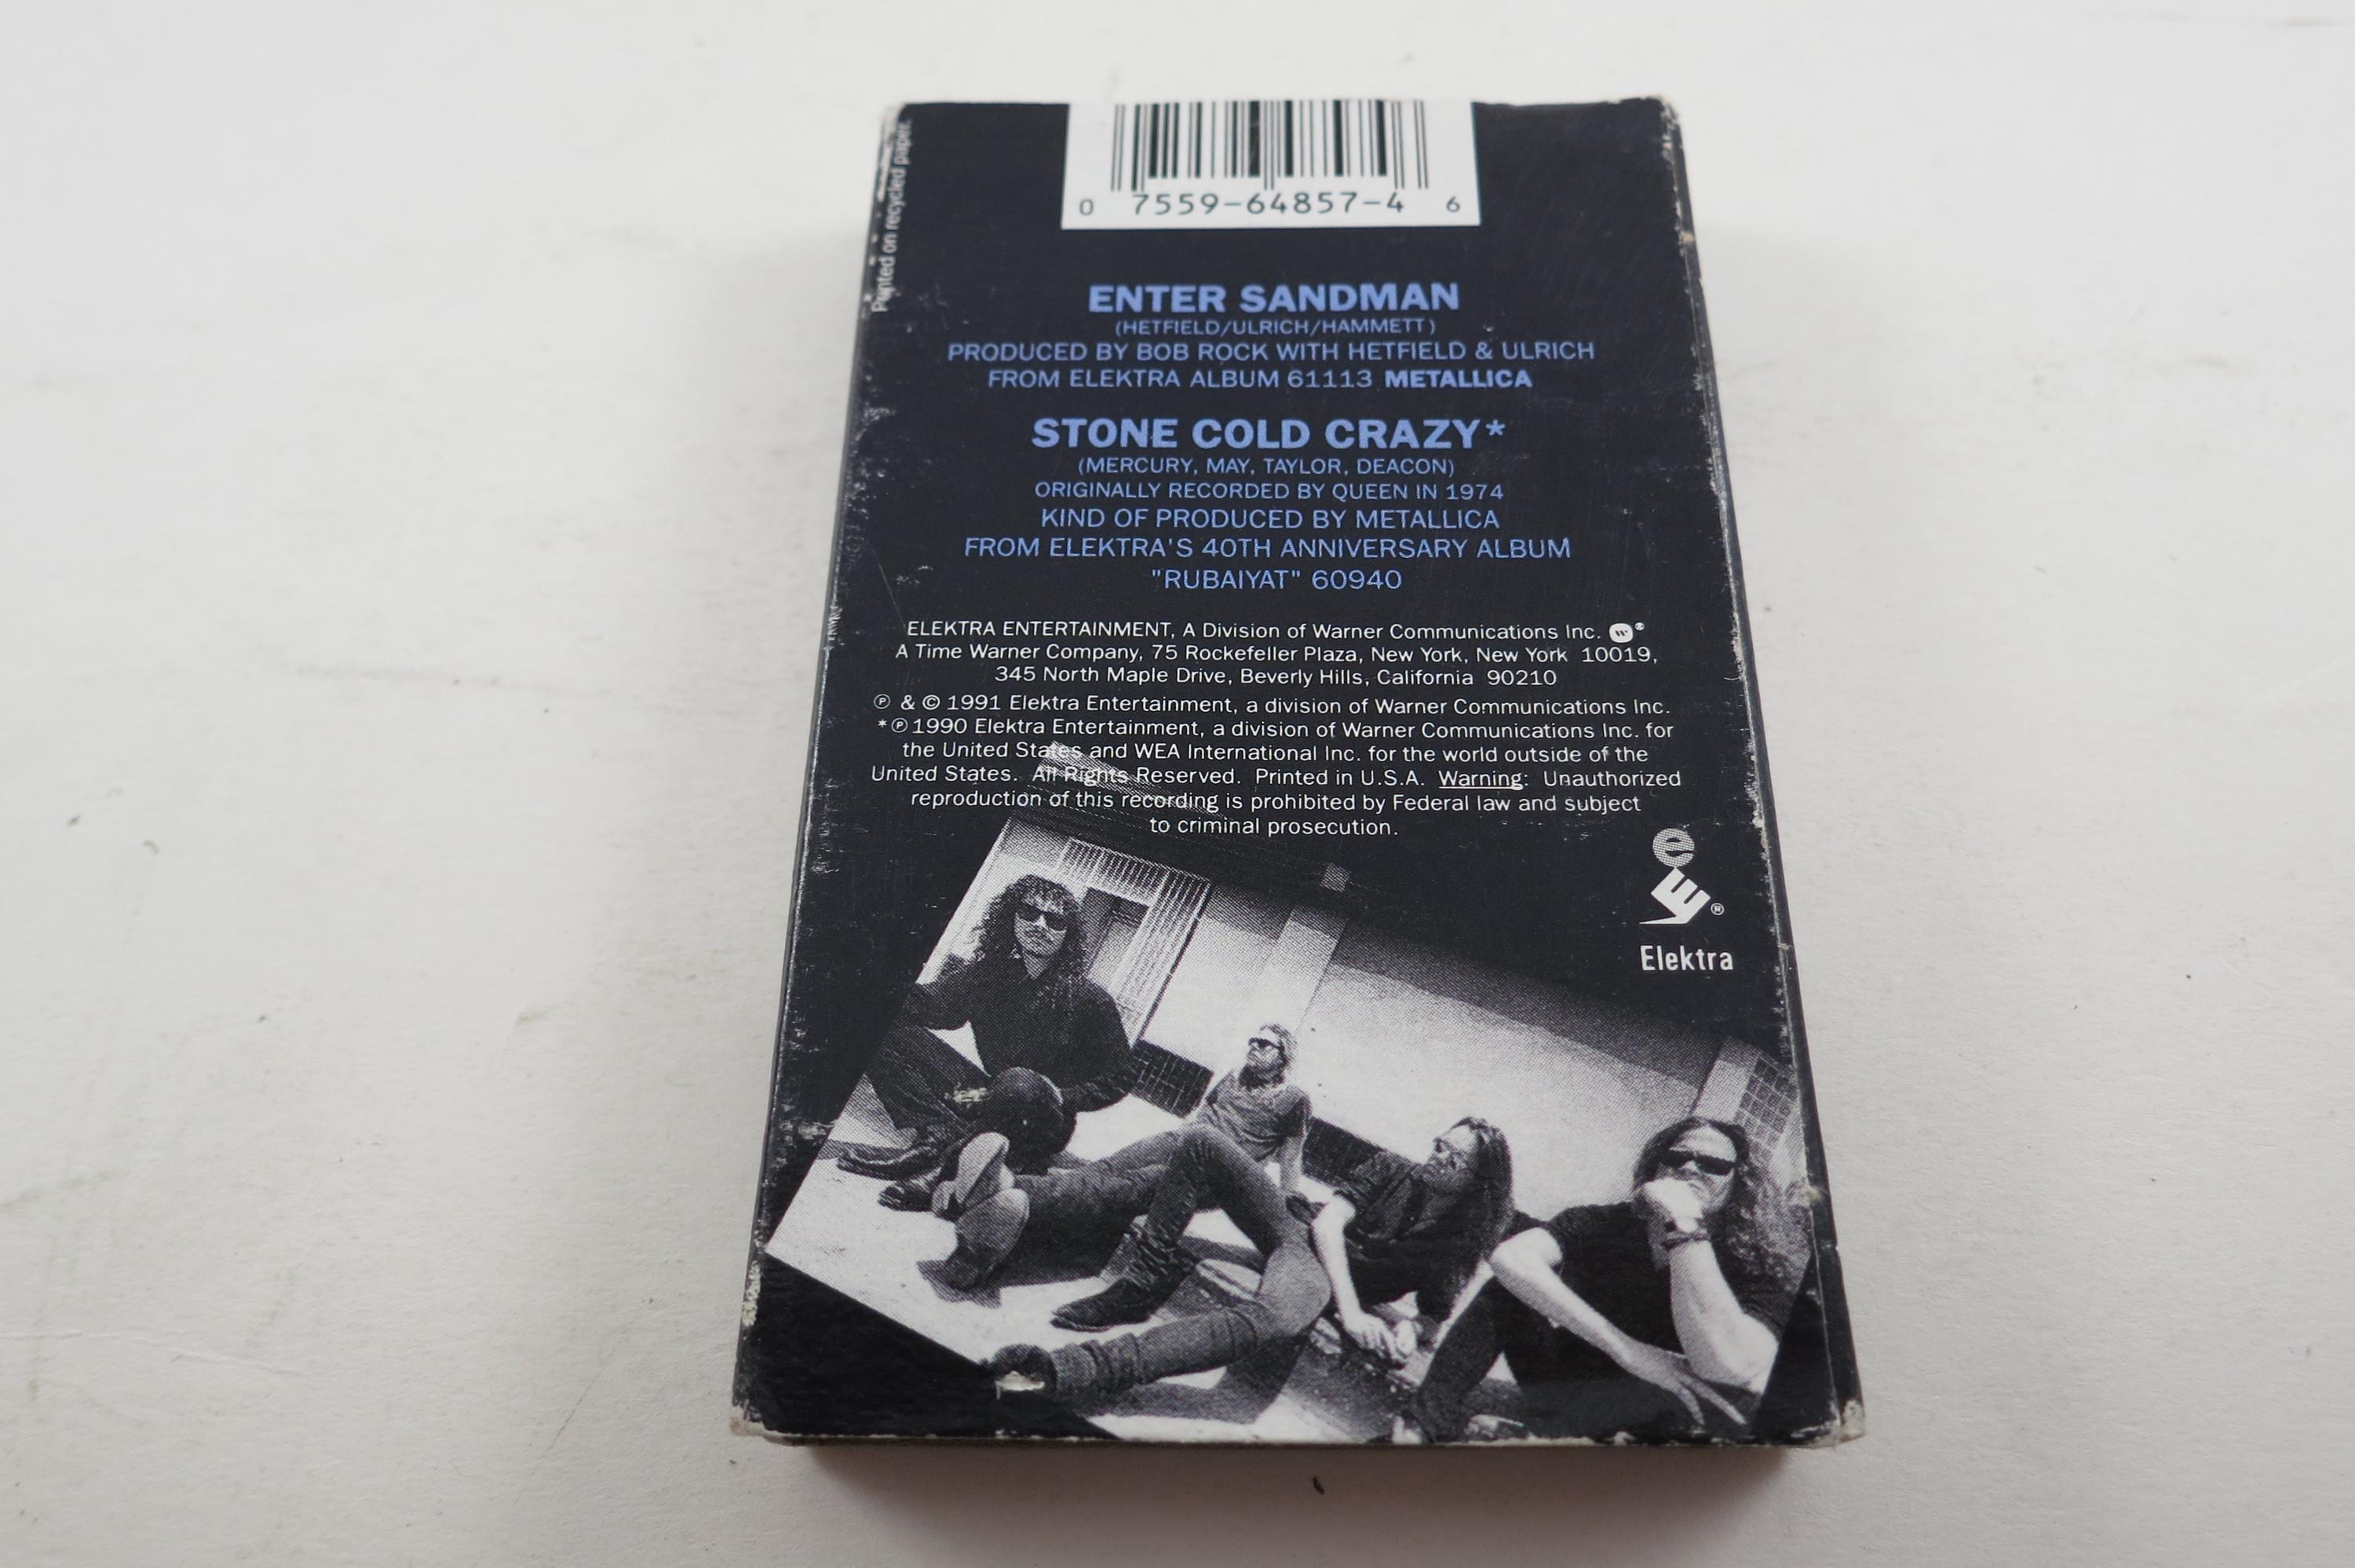 Printed on recycled paper.
0 7559-64857-4 6
ENTER SANDMAN
(HETFIELD/ULRICH/HAMMETT)
PRODUCED BY BOB ROCK WITH HETFIELD & ULRICH
FROM ELEKTRA ALBUM 61113 METALLICA
STONE COLD CRAZY*
(MERCURY, MAY, TAYLOR, DEACON)
ORIGINALLY RECORDED BY QUEEN IN 1974
KIND OF PRODUCED BY METALLICA
FROM ELEKTRA'S 40TH ANNIVERSARY ALBUM
"RUBAIYAT" 60940
ELEKTRA ENTERTAINMENT, A Division of Warner Communications Inc. ®
A Time Warner Company, 75 Rockefeller Plaza, New York, New York 10019,
345 North Maple Drive, Beverly Hills, California 90210
℗ & © 1991 Elektra Entertainment, a division of Warner Communications Inc.
*℗ 1990 Elektra Entertainment, a division of Warner Communications Inc. for
the United States and WEA International Inc. for the world outside of the
United States. All Rights Reserved. Printed in U.S.A. Warning: Unauthorized
reproduction of this recording is prohibited by Federal law and subject
to criminal prosecution.
e
®
Elektra